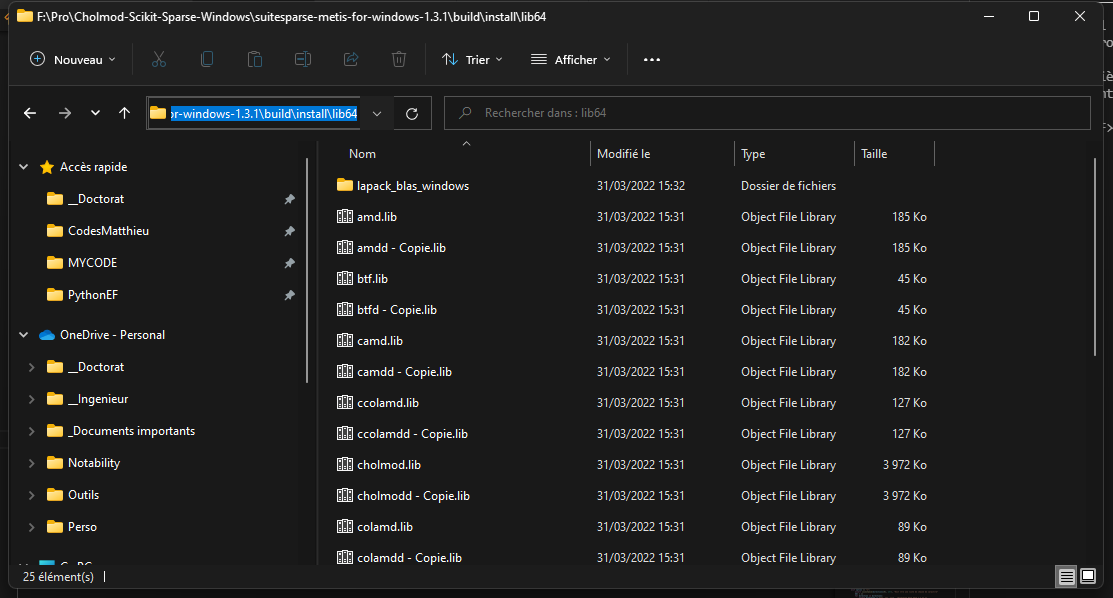 F:\Pro\Cholmod-Scikit-Sparse-Windows\suitesparse-metis-for-windows-1.3.1\build\install\lib64
Nouveau Trier Afficher
or-windows-1.3.1\build\install\lib64 Rechercher dans : lib64
Accès rapide
__Doctorat
CodesMatthieu
MYCODE
PythonEF
OneDrive - Personal
__Doctorat
__Ingenieur
_Documents importants
Notability
Outils
Perso
Nom Modifié le Type Taille
lapack_blas_windows 31/03/2022 15:32 Dossier de fichiers
amd.lib 31/03/2022 15:31 Object File Library 185 Ko
amdd - Copie.lib 31/03/2022 15:31 Object File Library 185 Ko
btf.lib 31/03/2022 15:31 Object File Library 45 Ko
btfd - Copie.lib 31/03/2022 15:31 Object File Library 45 Ko
camd.lib 31/03/2022 15:31 Object File Library 182 Ko
camdd - Copie.lib 31/03/2022 15:31 Object File Library 182 Ko
ccolamd.lib 31/03/2022 15:31 Object File Library 127 Ko
ccolamdd - Copie.lib 31/03/2022 15:31 Object File Library 127 Ko
cholmod.lib 31/03/2022 15:31 Object File Library 3 972 Ko
cholmodd - Copie.lib 31/03/2022 15:31 Object File Library 3 972 Ko
colamd.lib 31/03/2022 15:31 Object File Library 89 Ko
colamdd - Copie.lib 31/03/2022 15:31 Object File Library 89 Ko
25 élément(s)